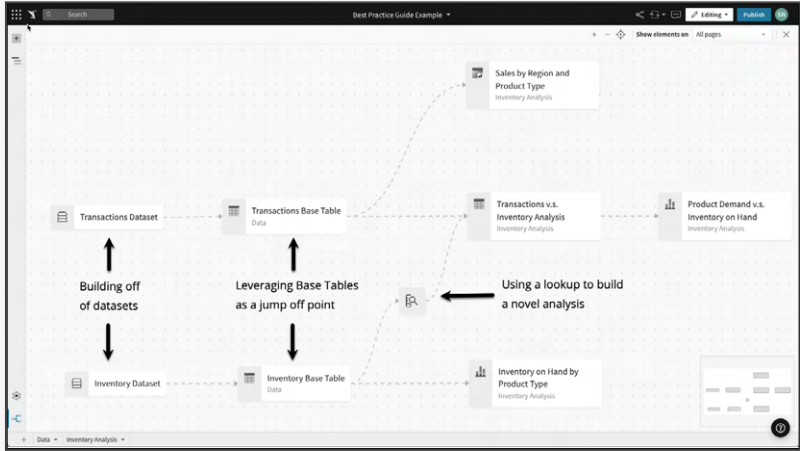 Search
Best Practice Guide Example
Editing
Publish
SN
Show elements on
All pages
Sales by Region and
Product Type
Inventory Analysis
Transactions Dataset
Transactions Base Table
Data
Transactions v.s.
Inventory Analysis
Inventory Analysis
Product Demand v.s.
Inventory on Hand
Inventory Analysis
Building off
of datasets
Leveraging Base Tables
as a jump off point
Using a lookup to build
a novel analysis
Inventory Dataset
Inventory Base Table
Data
Inventory on Hand by
Product Type
Inventory Analysis
Data
Inventory Analysis